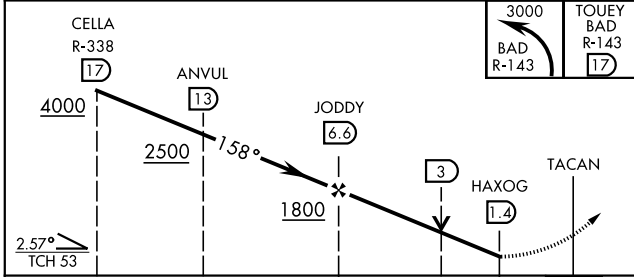 CELLA
R-338
17
4000
ANVUL
13
2500
158°
JODDY
6.6
1800
3
HAXOG
1.4
TACAN
2.57°
TCH 53
3000
BAD
R-143
TOUEY
BAD
R-143
17